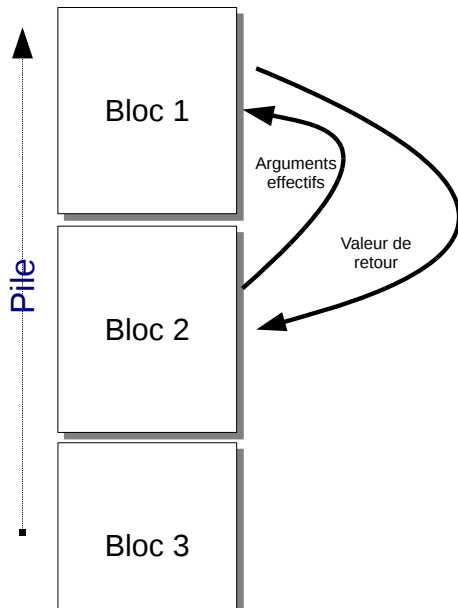 Bloc 1
Arguments
effectifs
Valeur de
retour
Pile
Bloc 2
Bloc 3